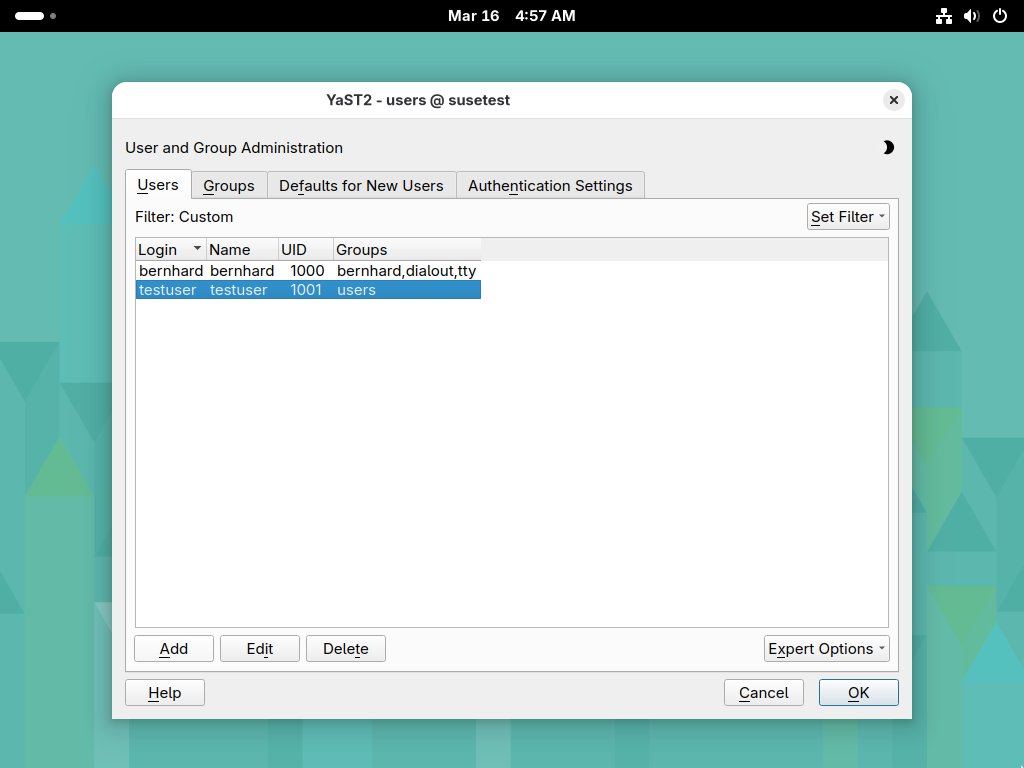 Mar 16 4:57 AM
YaST2 - users @ susetest
User and Group Administration
Users Groups Defaults for New Users Authentication Settings
Filter: Custom Set Filter
Login Name UID Groups
bernhard bernhard 1000 bernhard,dialout,tty
testuser testuser 1001 users
Add Edit Delete Expert Options
Help Cancel OK